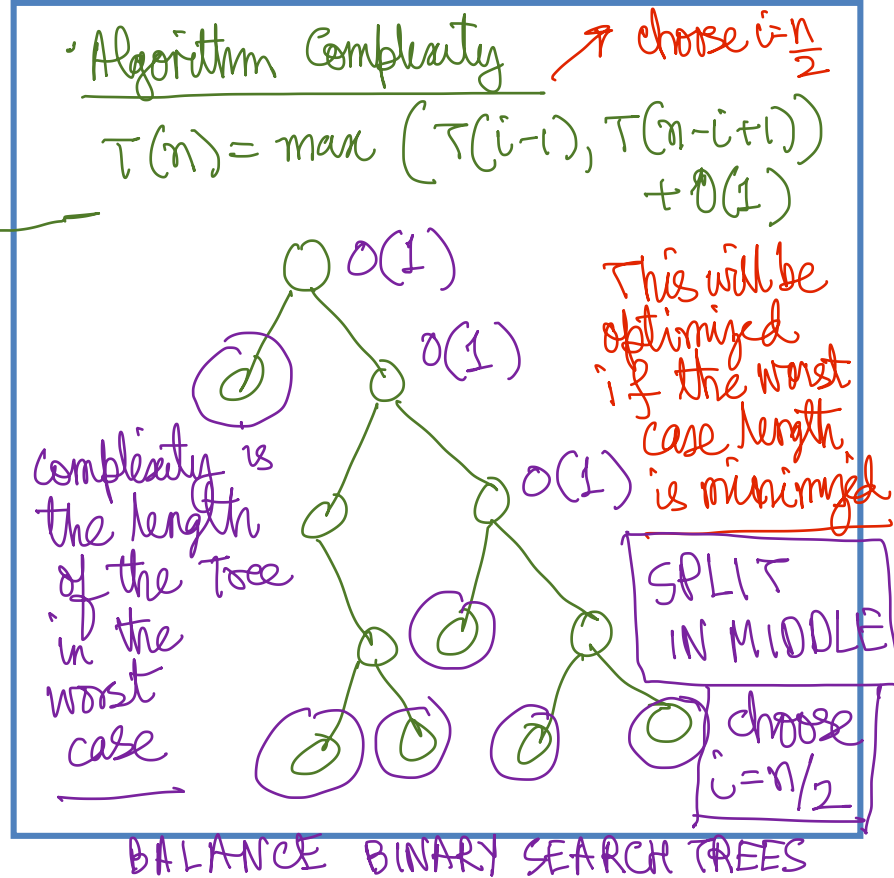 Algorithm Complexity
choose i=n/2
T(n) = max (T(i-1), T(n-i+1))
+ O(1)
O(1)
O(1)
O(1)
This will be
optimized
if the worst
case length
is minimized
complexity is
the length
of the Tree
in the
worst
case
SPLIT
IN MIDDLE
choose
i=n/2
BALANCE BINARY SEARCH TREES